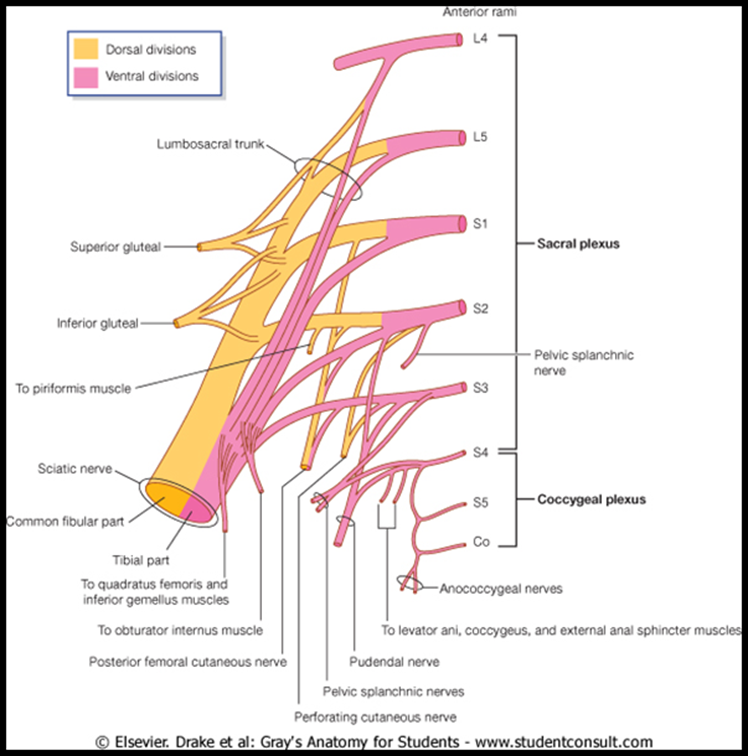 Anterior rami
Dorsal divisions
Ventral divisions
L4
L5
Lumbosacral trunk
S1
Superior gluteal
Sacral plexus
S2
Inferior gluteal
Pelvic splanchnic
nerve
To piriformis muscle
S3
S4
Sciatic nerve
Coccygeal plexus
S5
Common fibular part
Co
Tibial part
To quadratus femoris and
inferior gemellus muscles
Anococcygeal nerves
To obturator internus muscle
To levator ani, coccygeus, and external anal sphincter muscles
Posterior femoral cutaneous nerve
Pudendal nerve
Pelvic splanchnic nerves
Perforating cutaneous nerve
© Elsevier. Drake et al: Gray's Anatomy for Students - www.studentconsult.com